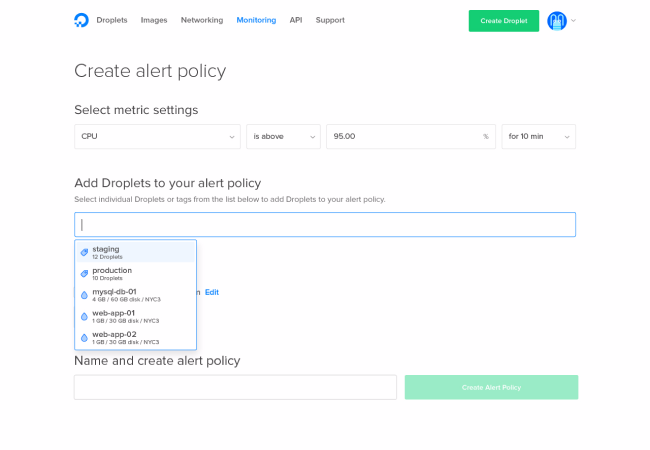 Droplets Images Networking Monitoring API Support Create Droplet
Create alert policy
Select metric settings
CPU is above 95.00 % for 10 min
Add Droplets to your alert policy
Select individual Droplets or tags from the list below to add Droplets to your alert policy.
staging
12 Droplets
production
10 Droplets
mysql-db-01
4 GB / 60 GB disk / NYC3
Edit
web-app-01
1 GB / 30 GB disk / NYC3
web-app-02
1 GB / 30 GB disk / NYC3
Name and create alert policy
Create Alert Policy